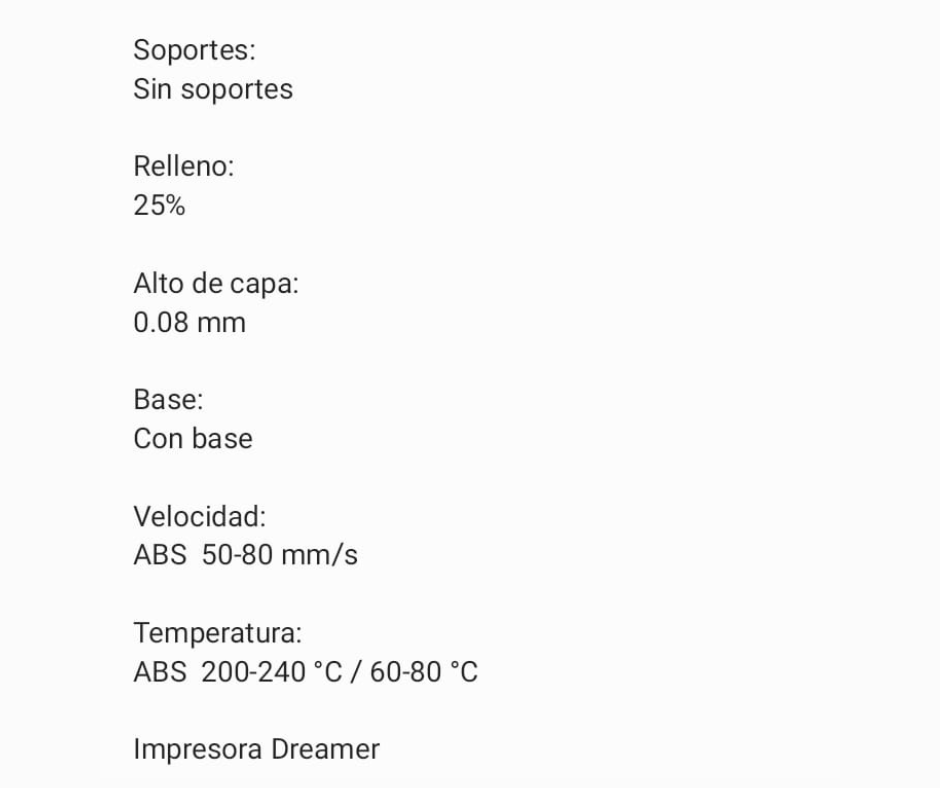 Soportes:
Sin soportes
Relleno:
25%
Alto de capa:
0.08 mm
Base:
Con base
Velocidad:
ABS  50-80 mm/s
Temperatura:
ABS  200-240 °C / 60-80 °C
Impresora Dreamer